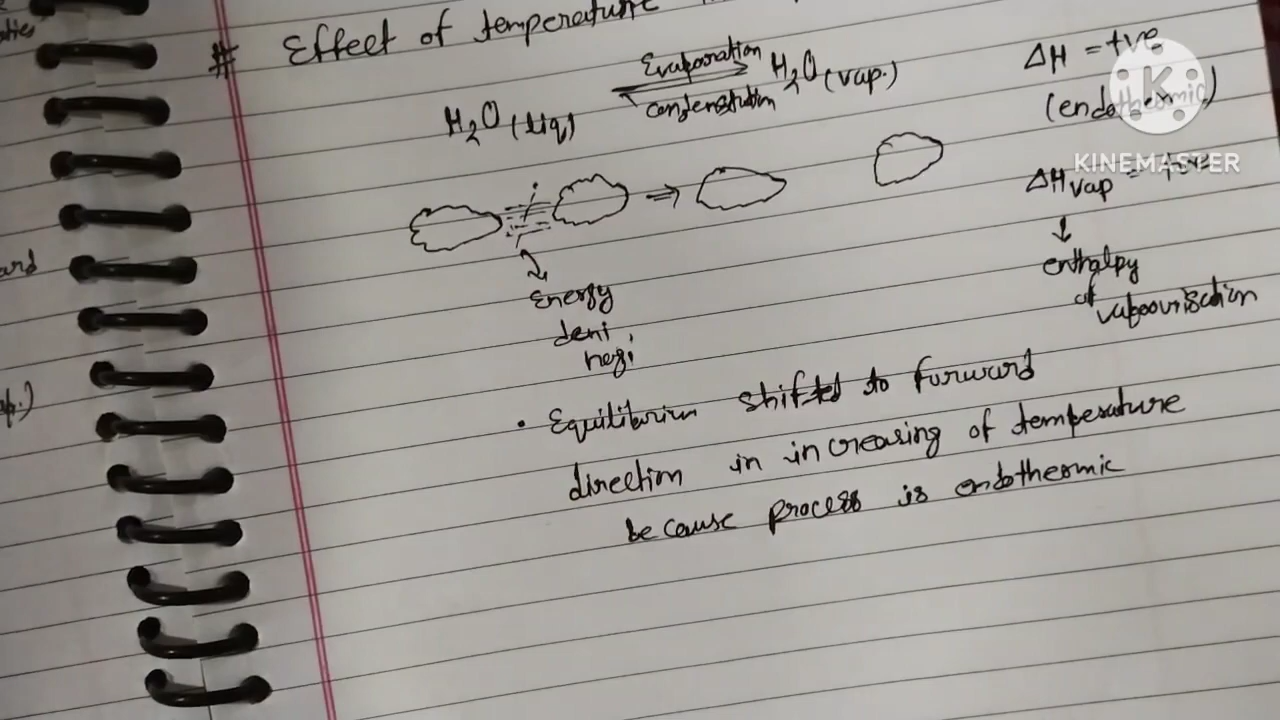 # Effect of temperature
H₂O (liq) Evaporation ⇌ condensation H₂O (vap.)
ΔH = +ve
(endothermic)
KINEMASTER
ΔHvap = +ve
↓
enthalpy
of
vapourisation
⇒
Energy
deni
hogi
• Equilibrium shifted to forward
direction in increasing of temperature
because process is endothermic
ard